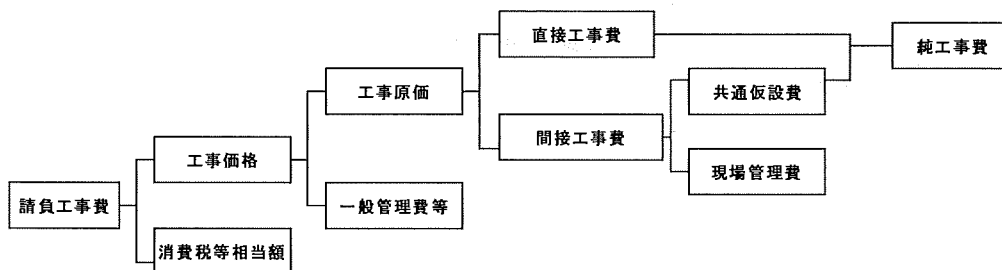 直接工事費
純工事費
工事原価
共通仮設費
間接工事費
工事価格
現場管理費
請負工事費
一般管理費等
消費税等相当額